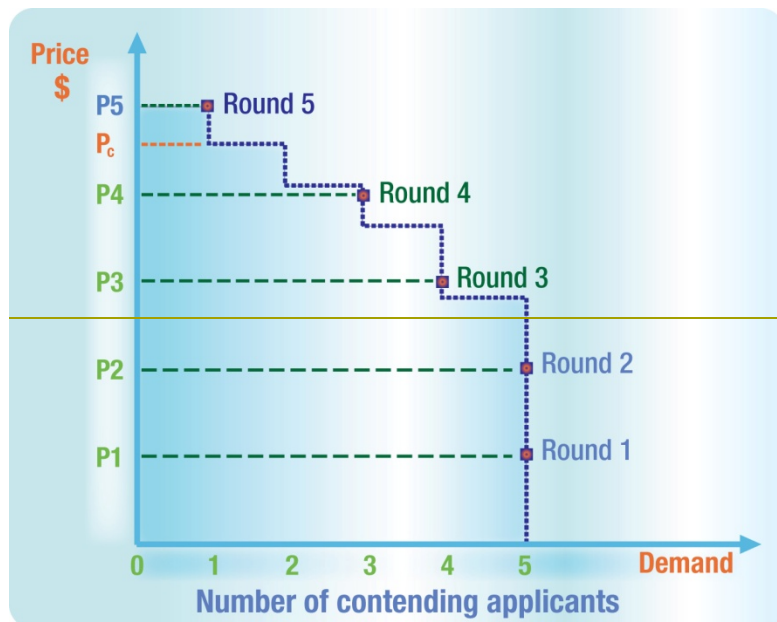 Price
$
P5
Round 5
Pc
P4
Round 4
P3
Round 3
P2
Round 2
P1
Round 1
0 1 2 3 4 5 Demand
Number of contending applicants